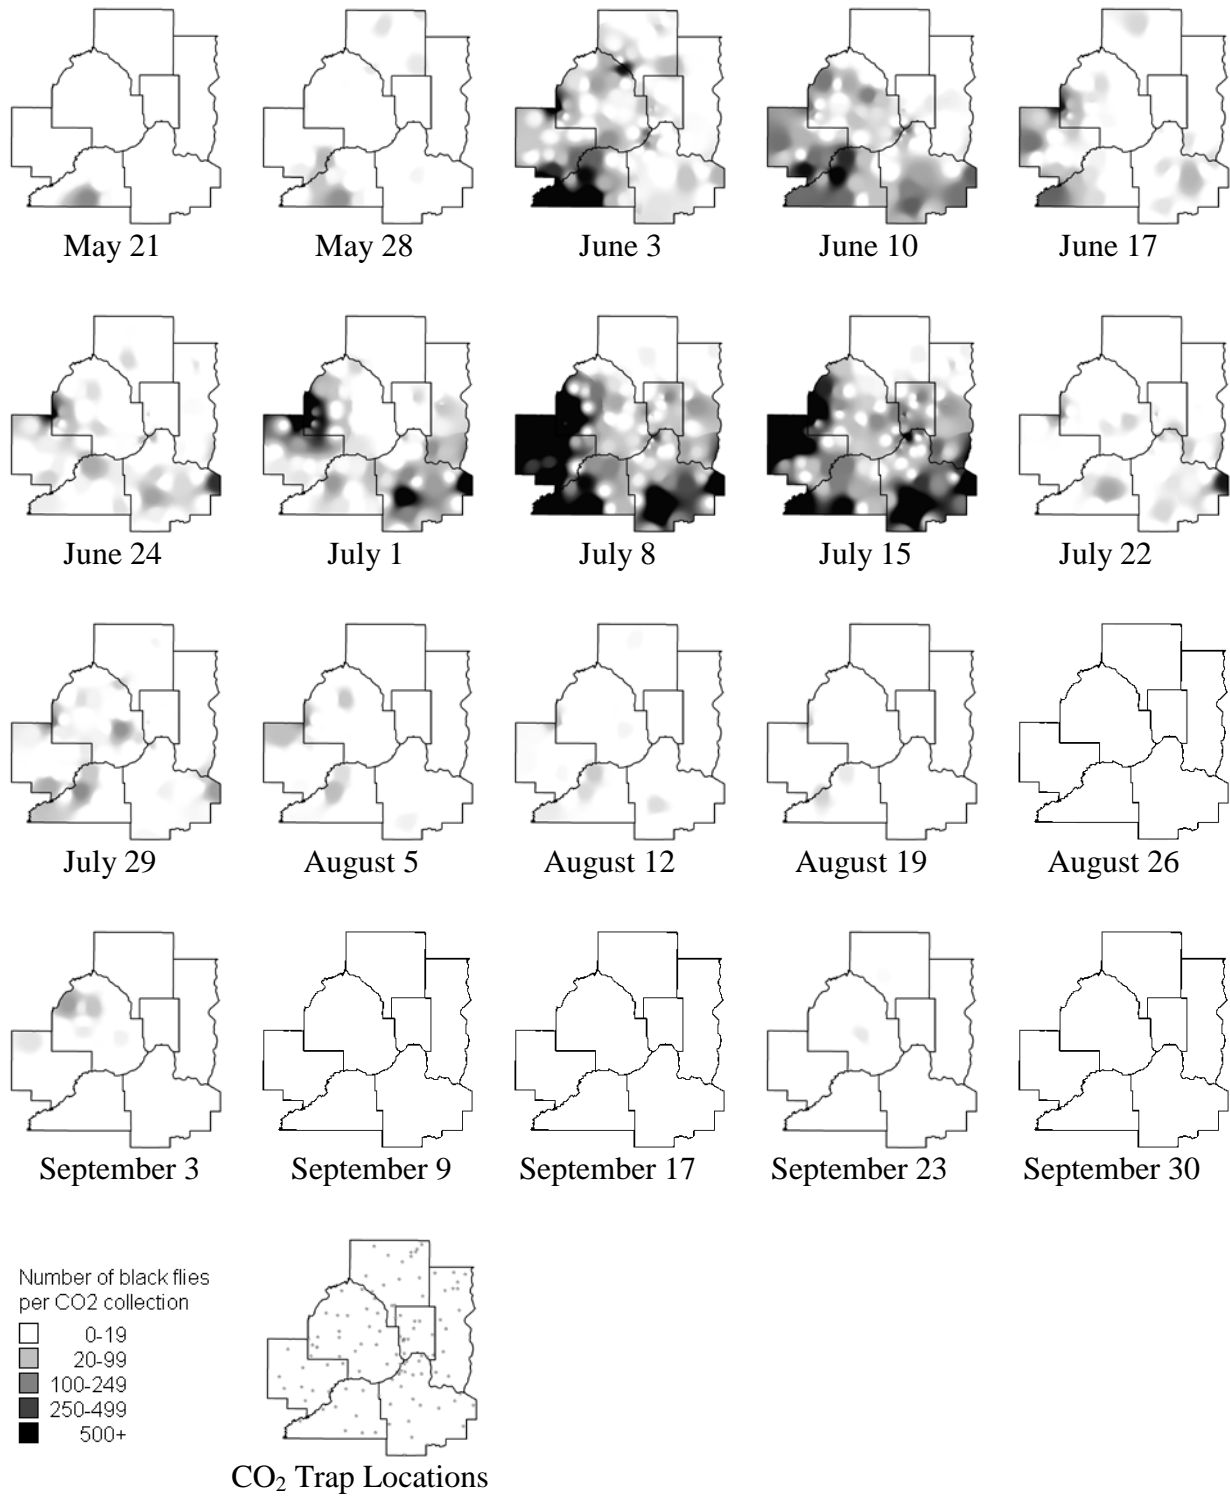 May 21
May 28
June 3
June 10
June 17
June 24
July 1
July 8
July 15
July 22
July 29
August 5
August 12
August 19
August 26
September 3
September 9
September 17
September 23
September 30
Number of black flies
per CO2 collection
0-19
20-99
100-249
250-499
500+
CO₂ Trap Locations